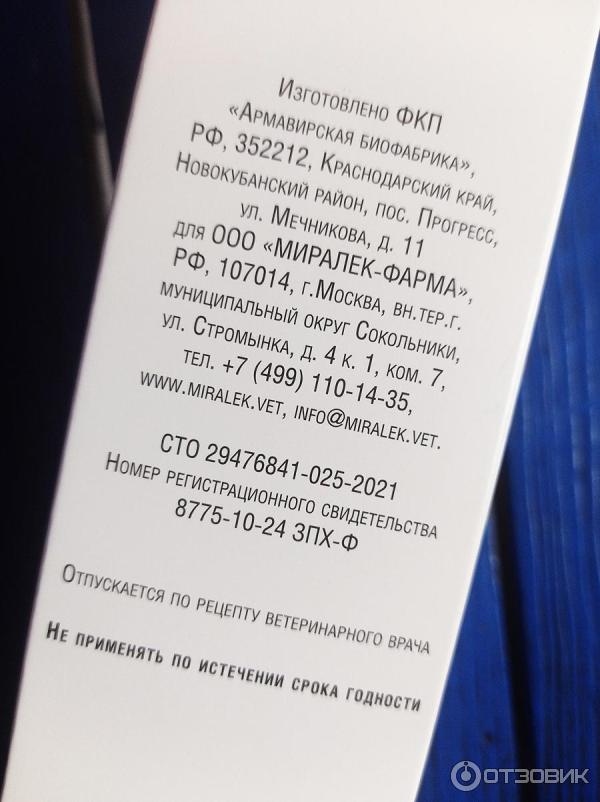 Изготовлено ФКП
«Армавирская биофабрика»,
РФ, 352212, Краснодарский край,
Новокубанский район, пос. Прогресс,
ул. Мечникова, д. 11
для ООО «МИРАЛЕК-ФАРМА»,
РФ, 107014, г.Москва, вн.тер.г.
муниципальный округ Сокольники,
ул. Стромынка, д. 4 к. 1, ком. 7,
тел. +7 (499) 110-14-35,
www.miralek.vet, info@miralek.vet.
СТО 29476841-025-2021
Номер регистрационного свидетельства
8775-10-24 ЗПХ-Ф
Отпускается по рецепту ветеринарного врача
Не применять по истечении срока годности
ОТЗОВИК